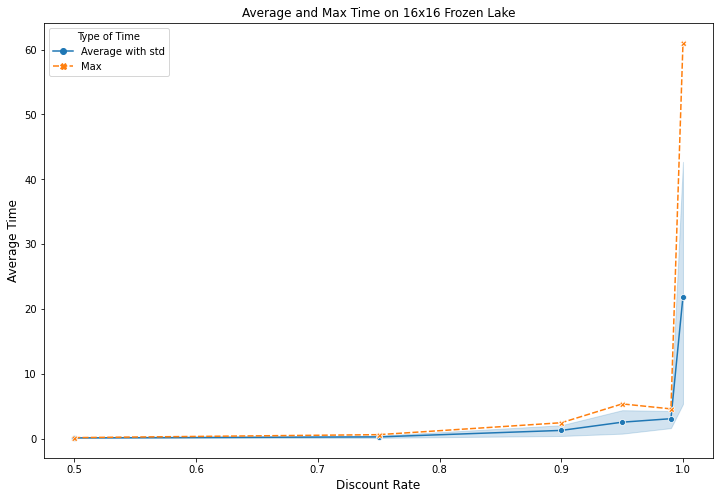 Average and Max Time on 16x16 Frozen Lake
Type of Time
Average with std
Max
60
50
40
30
20
10
0
Average Time
0.5
0.6
0.7
0.8
0.9
1.0
Discount Rate